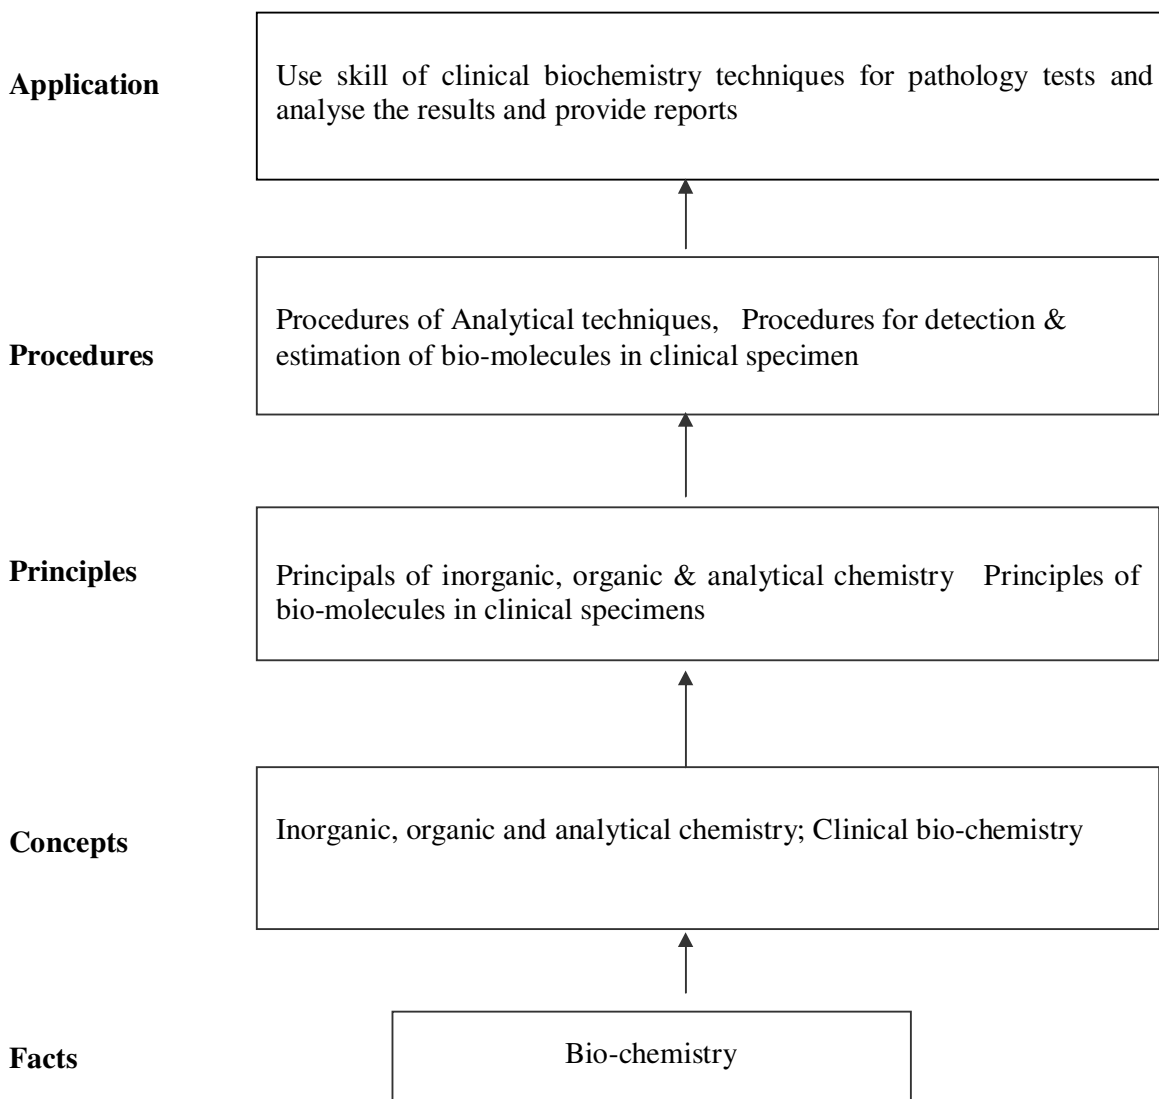 Application
Use skill of clinical biochemistry techniques for pathology tests and
analyse the results and provide reports
Procedures
Procedures of Analytical techniques, Procedures for detection &
estimation of bio-molecules in clinical specimen
Principles
Principals of inorganic, organic & analytical chemistry Principles of
bio-molecules in clinical specimens
Concepts
Inorganic, organic and analytical chemistry; Clinical bio-chemistry
Facts
Bio-chemistry